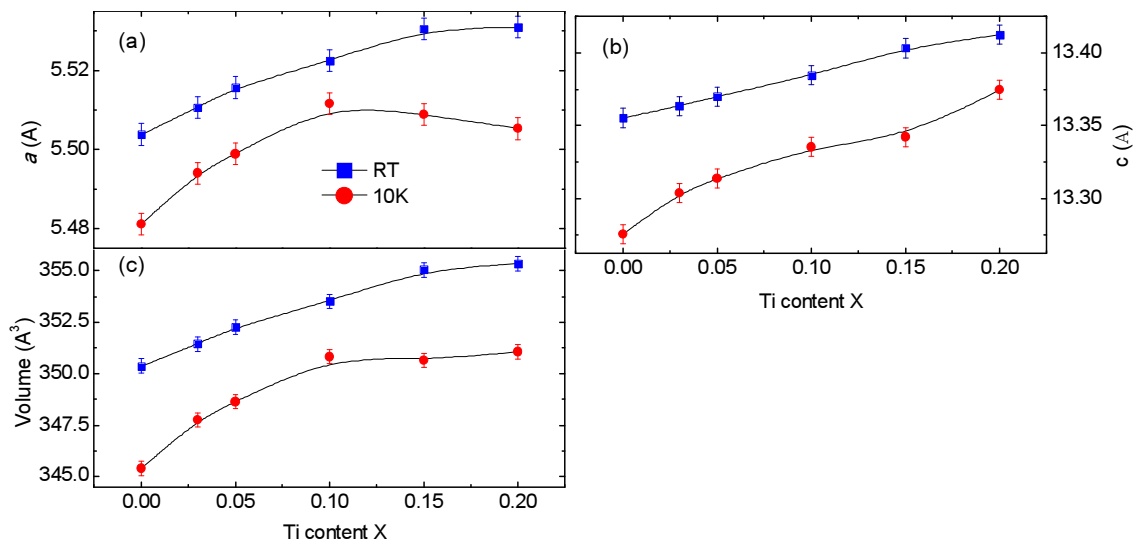 (a)
5.52
5.50
5.48
a (A)
RT
10K
(b)
13.40
13.35
13.30
c (A)
0.00 0.05 0.10 0.15 0.20
Ti content X
(c)
355.0
352.5
350.0
347.5
345.0
Volume (A³)
0.00 0.05 0.10 0.15 0.20
Ti content X